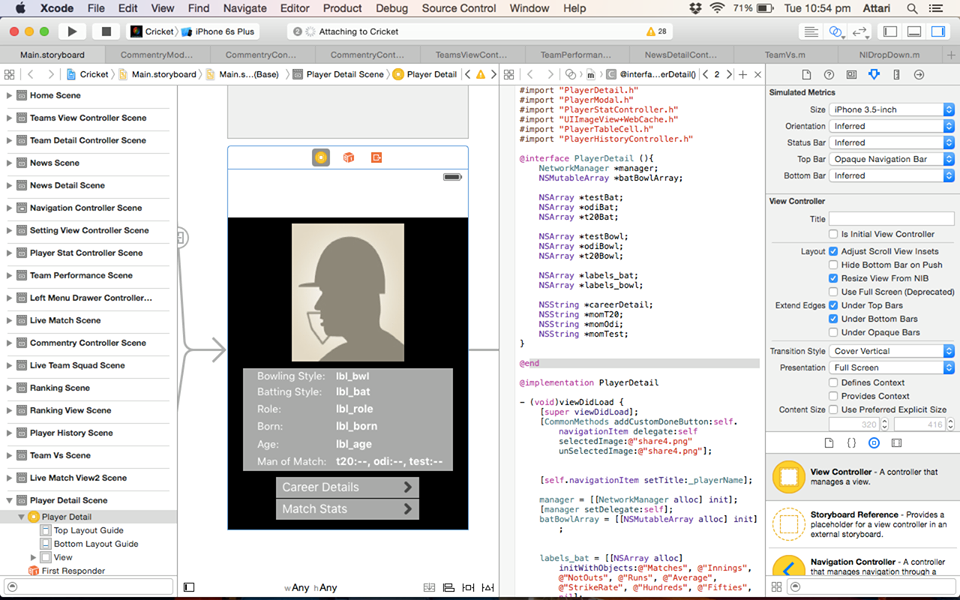 Xcode File Edit View Find Navigate Editor Product Debug Source Control Window Help 71% Tue 10:54 pm Attari
Cricket iPhone 6s Plus 2 Attaching to Cricket 28
Main.storyboard CommentryMod... CommentryCon... CommentryCont... TeamsViewCont... TeamPerforman... NewsDetailCont... TeamVs.m NIDropDown.m
Cricket Main.storyboard Main.s...(Base) Player Detail Scene Player Detail @interfa...erDetail() 2
Home Scene
Teams View Controller Scene
Team Detail Controller Scene
News Scene
News Detail Scene
Navigation Controller Scene
Setting View Controller Scene
Player Stat Controller Scene
Team Performance Scene
Left Menu Drawer Controller...
Live Match Scene
Commentry Controller Scene
Live Team Squad Scene
Ranking Scene
Ranking View Scene
Player History Scene
Team Vs Scene
Live Match View2 Scene
Player Detail Scene
Player Detail
Top Layout Guide
Bottom Layout Guide
View
First Responder
Bowling Style: lbl_bwl
Batting Style: lbl_bat
Role: lbl_role
Born: lbl_born
Age: lbl_age
Man of Match: t20:--, odi:--, test:--
Career Details
Match Stats
wAny hAny
#import "PlayerDetail.h"
#import "PlayerModal.h"
#import "PlayerStatController.h"
#import "UIImageView+WebCache.h"
#import "PlayerTableCell.h"
#import "PlayerHistoryController.h"
@interface PlayerDetail (){
NetworkManager *manager;
NSMutableArray *batBowlArray;
NSArray *testBat;
NSArray *odiBat;
NSArray *t20Bat;
NSArray *testBowl;
NSArray *odiBowl;
NSArray *t20Bowl;
NSArray *labels_bat;
NSArray *labels_bowl;
NSString *careerDetail;
NSString *momT20;
NSString *momOdi;
NSString *momTest;
}
@end
@implementation PlayerDetail
- (void)viewDidLoad {
[super viewDidLoad];
[CommonMethods addCustomDoneButton:self.
navigationItem delegate:self
selectedImage:@"share4.png"
unSelectedImage:@"share4.png"];
[self.navigationItem setTitle:_playerName];
manager = [[NetworkManager alloc] init];
[manager setDelegate:self];
batBowlArray = [[NSMutableArray alloc] init]
;
labels_bat = [[NSArray alloc]
initWithObjects:@"Matches", @"Innings",
@"NotOuts", @"Runs", @"Average",
@"StrikeRate", @"Hundreds", @"Fifties",
nil];
Simulated Metrics
Size iPhone 3.5-inch
Orientation Inferred
Status Bar Inferred
Top Bar Opaque Navigation Bar
Bottom Bar Inferred
View Controller
Title
Is Initial View Controller
Layout Adjust Scroll View Insets
Hide Bottom Bar on Push
Resize View From NIB
Use Full Screen (Deprecated)
Extend Edges Under Top Bars
Under Bottom Bars
Under Opaque Bars
Transition Style Cover Vertical
Presentation Full Screen
Defines Context
Provides Context
Content Size Use Preferred Explicit Size
320 416
View Controller - A controller that
manages a view.
Storyboard Reference - Provides a
placeholder for a view controller in an
external storyboard.
Navigation Controller - A controller
that manages navigation through a